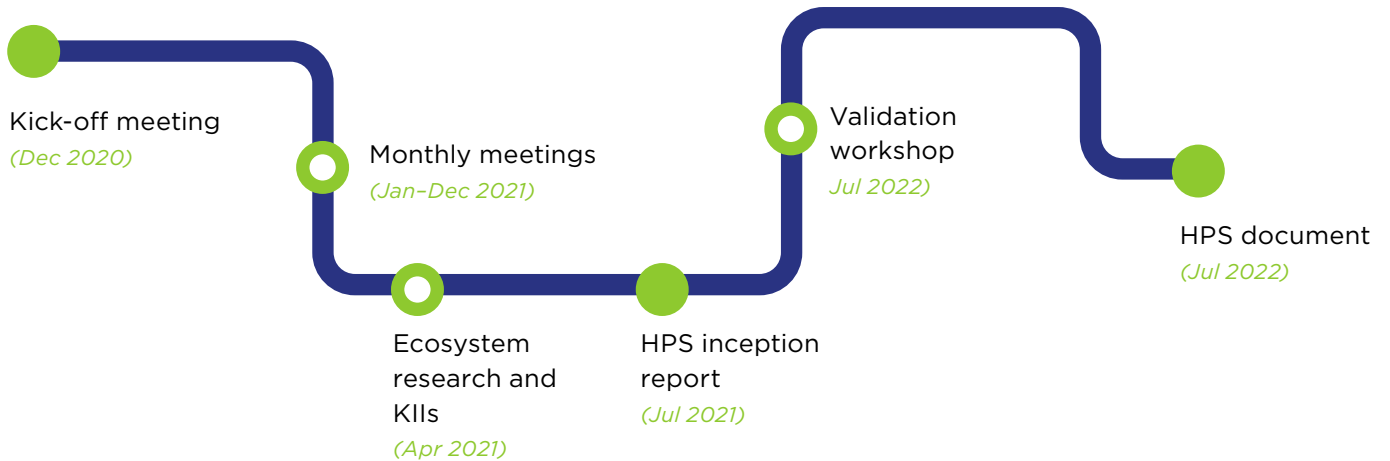 Kick-off meeting
(Dec 2020)
Monthly meetings
(Jan–Dec 2021)
Ecosystem
research and
KIIs
(Apr 2021)
HPS inception
report
(Jul 2021)
Validation
workshop
Jul 2022)
HPS document
(Jul 2022)